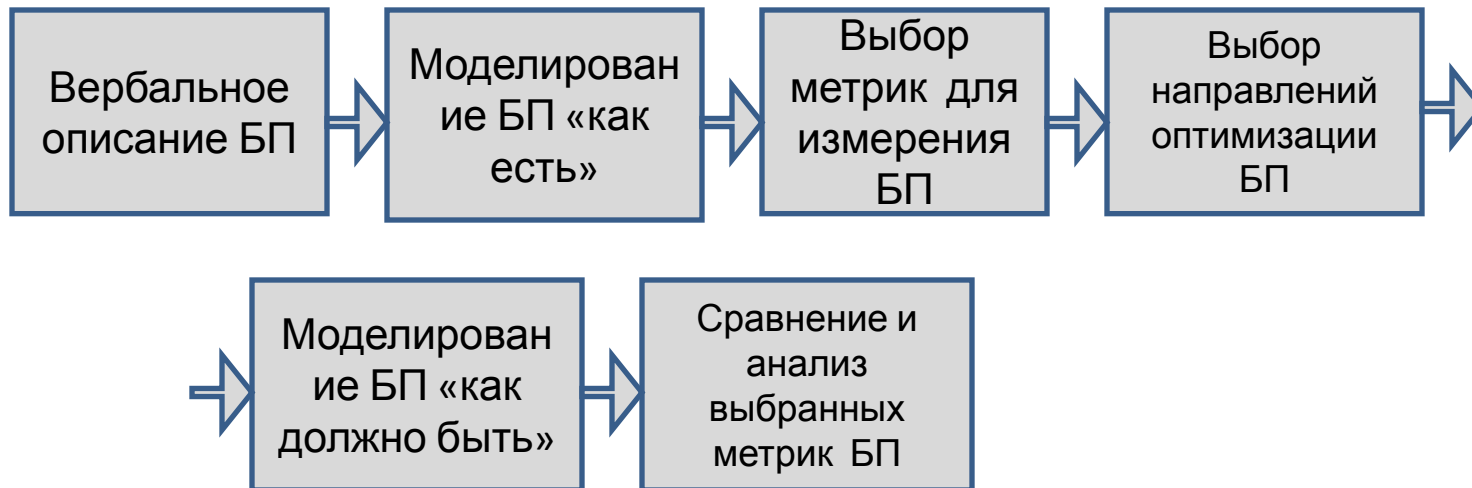 Вербальное
описание БП
Моделирован
ие БП «как
есть»
Выбор
метрик для
измерения
БП
Выбор
направлений
оптимизации
БП
Моделирован
ие БП «как
должно быть»
Сравнение и
анализ
выбранных
метрик БП